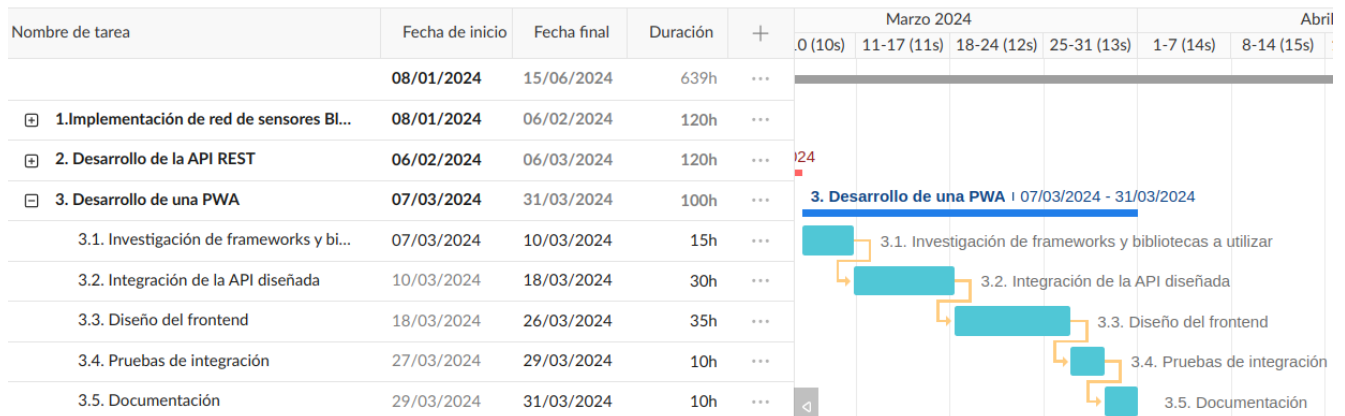 Nombre de tarea Fecha de inicio Fecha final Duración + Marzo 2024 Abril
0 (10s) 11-17 (11s) 18-24 (12s) 25-31 (13s) 1-7 (14s) 8-14 (15s)
08/01/2024 15/06/2024 639h ...
1.Implementación de red de sensores Bl... 08/01/2024 06/02/2024 120h ...
2. Desarrollo de la API REST 06/02/2024 06/03/2024 120h ... 024
3. Desarrollo de una PWA 07/03/2024 31/03/2024 100h ... 3. Desarrollo de una PWA 07/03/2024 - 31/03/2024
3.1. Investigación de frameworks y bi... 07/03/2024 10/03/2024 15h ... 3.1. Investigación de frameworks y bibliotecas a utilizar
3.2. Integración de la API diseñada 10/03/2024 18/03/2024 30h ... 3.2. Integración de la API diseñada
3.3. Diseño del frontend 18/03/2024 26/03/2024 35h ... 3.3. Diseño del frontend
3.4. Pruebas de integración 27/03/2024 29/03/2024 10h ... 3.4. Pruebas de integración
3.5. Documentación 29/03/2024 31/03/2024 10h ... 3.5. Documentación